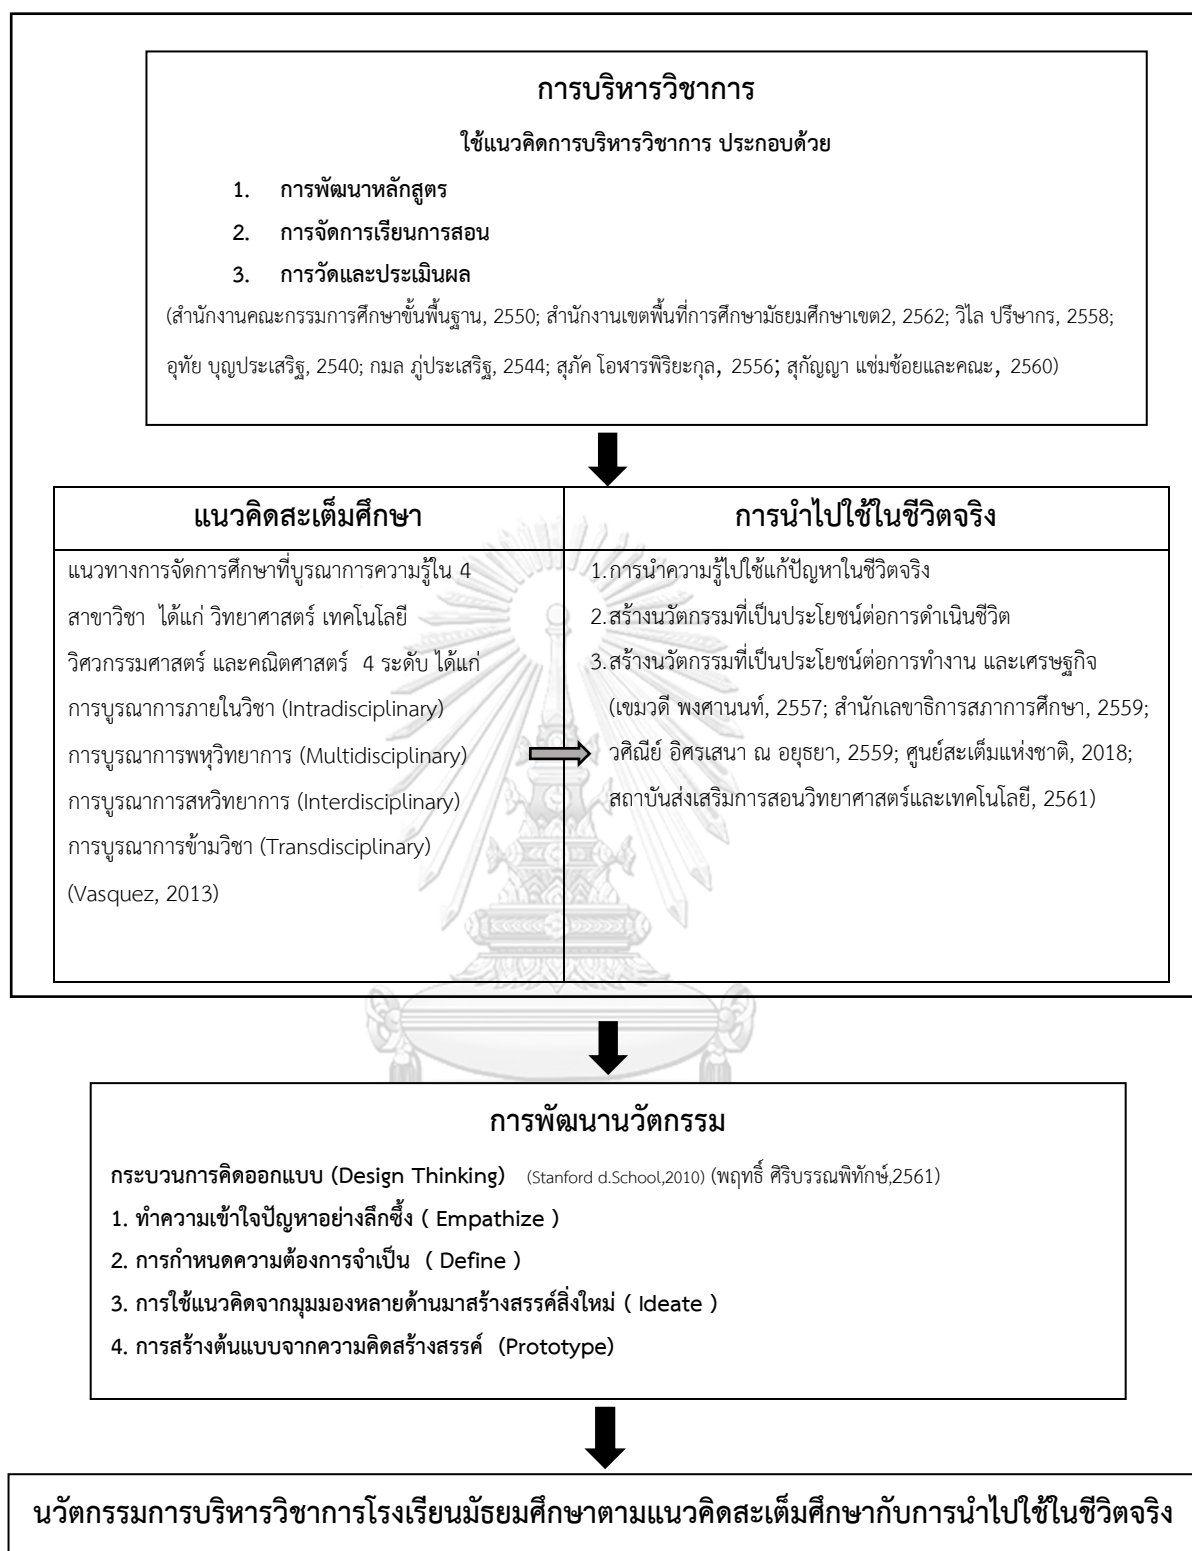 การบริหารวิชาการ
ใช้แนวคิดการบริหารวิชาการ ประกอบด้วย
1. การพัฒนาหลักสูตร
2. การจัดการเรียนการสอน
3. การวัดและประเมินผล
(สำนักงานคณะกรรมการศึกษาขั้นพื้นฐาน, 2550; สำนักงานเขตพื้นที่การศึกษามัธยมศึกษาเขต2, 2562; วิไล ปรึษากร, 2558;
อุทัย บุญประเสริฐ, 2540; กมล ภู่ประเสริฐ, 2544; สุภัค โอฬารพิริยะกุล, 2556; สุกัญญา แช่มช้อยและคณะ, 2560)
แนวคิดสะเต็มศึกษา
แนวทางการจัดการศึกษาที่บูรณาการความรู้ใน 4
สาขาวิชา ได้แก่ วิทยาศาสตร์ เทคโนโลยี
วิศวกรรมศาสตร์ และคณิตศาสตร์ 4 ระดับ ได้แก่
การบูรณาการภายในวิชา (Intradisciplinary)
การบูรณาการพหุวิทยาการ (Multidisciplinary)
การบูรณาการสหวิทยาการ (Interdisciplinary)
การบูรณาการข้ามวิชา (Transdisciplinary)
(Vasquez, 2013)
การนำไปใช้ในชีวิตจริง
1.การนำความรู้ไปใช้แก้ปัญหาในชีวิตจริง
2.สร้างนวัตกรรมที่เป็นประโยชน์ต่อการดำเนินชีวิต
3.สร้างนวัตกรรมที่เป็นประโยชน์ต่อการทำงาน และเศรษฐกิจ
(เขมวดี พงศานนท์, 2557; สำนักเลขาธิการสภาการศึกษา, 2559;
วศิณีย์ อิศรเสนา ณ อยุธยา, 2559; ศูนย์สะเต็มแห่งชาติ, 2018;
สถาบันส่งเสริมการสอนวิทยาศาสตร์และเทคโนโลยี, 2561)
การพัฒนานวัตกรรม
กระบวนการคิดออกแบบ (Design Thinking) (Stanford d.School,2010) (พฤทธิ์ ศิริบรรณพิทักษ์,2561)
1. ทำความเข้าใจปัญหาอย่างลึกซึ้ง ( Empathize )
2. การกำหนดความต้องการจำเป็น ( Define )
3. การใช้แนวคิดจากมุมมองหลายด้านมาสร้างสรรค์สิ่งใหม่ ( Ideate )
4. การสร้างต้นแบบจากความคิดสร้างสรรค์ (Prototype)
นวัตกรรมการบริหารวิชาการโรงเรียนมัธยมศึกษาตามแนวคิดสะเต็มศึกษากับการนำไปใช้ในชีวิตจริง